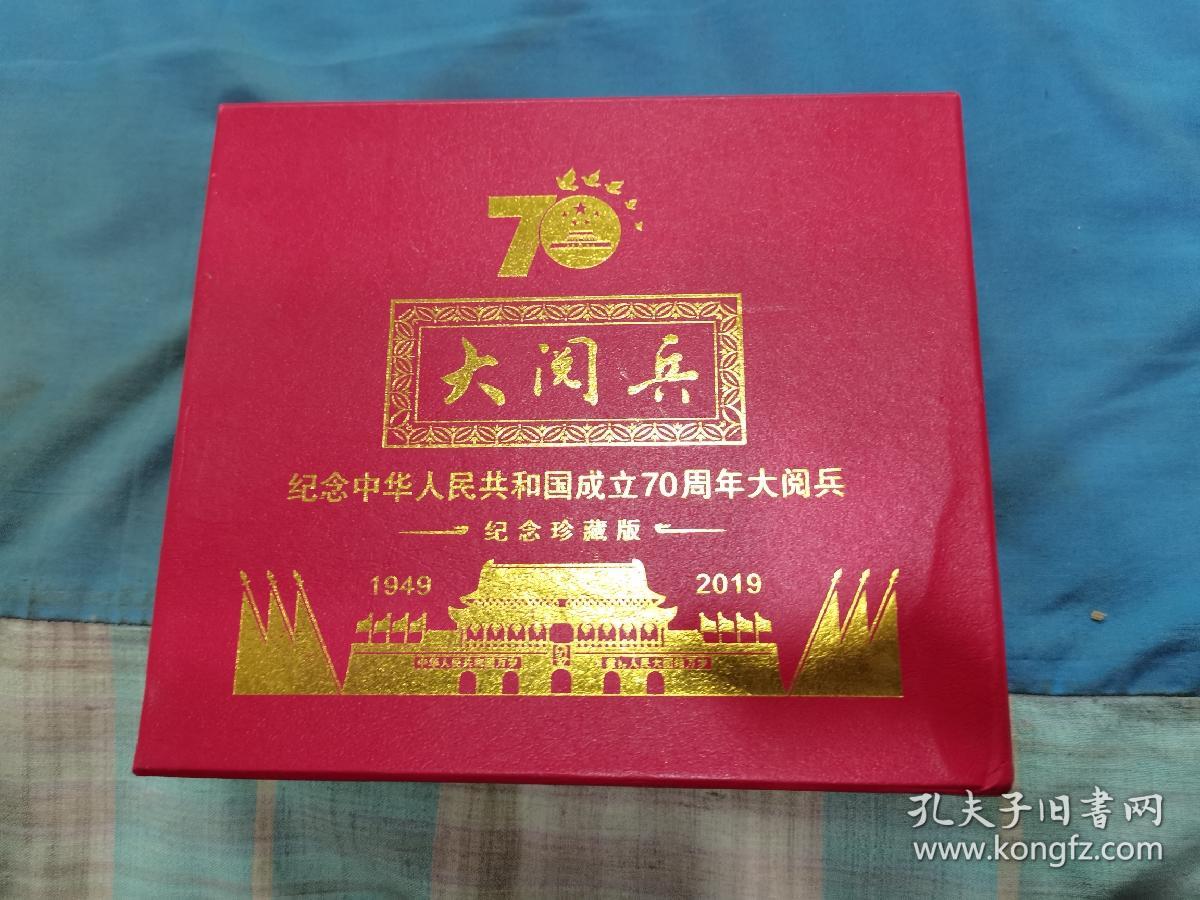 70
大阅兵
纪念中华人民共和国成立70周年大阅兵
纪念珍藏版
1949 2019
孔夫子旧書网
www.kongfz.com